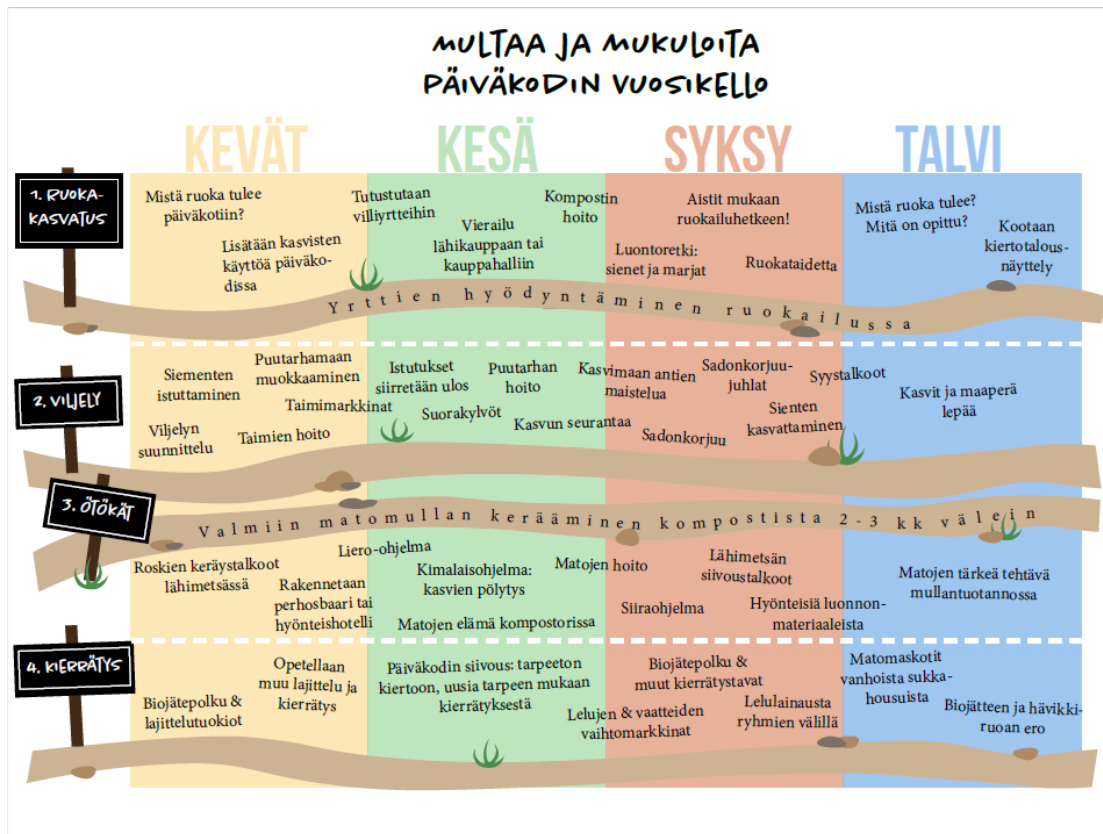 MULTAA JA MUKULOITA
PÄIVÄKODIN VUOSIKELLO
KEVÄT
KESÄ
SYKSY
TALVI
1. RUOKA-
KASVATUS
Mistä ruoka tulee
päiväkotiin?
Lisätään kasvisten
käyttöä päiväko-
dissa
Tutustutaan
villiyrtteihin
Vierailu
lähikauppaan tai
kauppahalliin
Kompostin
hoito
Aistit mukaan
ruokailuhetkeen!
Luontoretki:
sienet ja marjat
Ruokataidetta
Mistä ruoka tulee?
Mitä on opittu?
Kootaan
kiertotalous-
näyttely
Yrttien hyödyntäminen ruokailussa
2. VILJELY
Siementen
istuttaminen
Puutarhamaan
muokkaaminen
Taimimarkkinat
Viljelyn
suunnittelu
Taimien hoito
Istutukset
siirretään ulos
Puutarhan
hoito
Suorakylvöt
Kasvun seurantaa
Kasvimaan antien
maistelua
Sadonkorjuu-
juhlat
Syystalkoot
Sienten
kasvattaminen
Sadonkorjuu
Kasvit ja maaperä
lepää
3. ÖTÖKÄT
Valmiin matomullan kerääminen kompostista 2-3 kk välein
Roskien keräystalkoot
lähimetsässä
Liero-ohjelma
Rakennetaan
perhosbaari tai
hyönteishotelli
Kimalaisohjelma:
kasvien pölytys
Matojen hoito
Matojen elämä kompostorissa
Lähimetsän
siivoustalkoot
Siiraohjelma
Hyönteisiä luonnon-
materiaaleista
Matojen tärkeä tehtävä
mullantuotannossa
4. KIERRÄTYS
Biojätepolku &
lajittelutuokiot
Opetellaan
muu lajittelu ja
kierrätys
Päiväkodin siivous: tarpeeton
kiertoon, uusia tarpeen mukaan
kierrätyksestä
Lelujen & vaatteiden
vaihtomarkkinat
Biojätepolku &
muut kierrätystavat
Lelulainausta
ryhmien välillä
Matomaskotit
vanhoista sukka-
housuista
Biojätteen ja hävikki-
ruoan ero